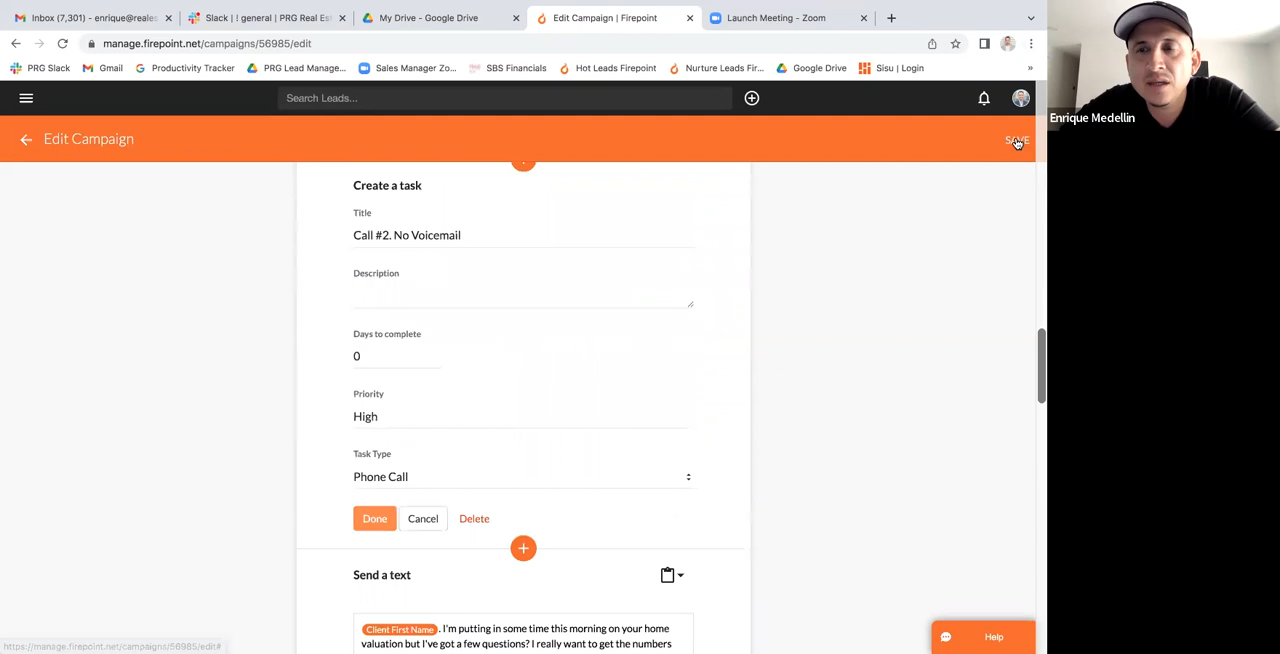 Inbox (7,301) - enrique@reales
Slack | ! general | PRG Real Est
My Drive - Google Drive
Edit Campaign | Firepoint
Launch Meeting - Zoom
manage.firepoint.net/campaigns/56985/edit
PRG Slack
Gmail
Productivity Tracker
PRG Lead Manage...
Sales Manager Zo...
SBS Financials
Hot Leads Firepoint
Nurture Leads Fir...
Google Drive
Sisu | Login
»
Search Leads...
Enrique Medellin
Edit Campaign
SAVE
Create a task
Title
Call #2. No Voicemail
Description
Days to complete
0
Priority
High
Task Type
Phone Call
Done
Cancel
Delete
Send a text
Client First Name . I'm putting in some time this morning on your home
valuation but I've got a few questions? I really want to get the numbers
Help
https://manage.firepoint.net/campaigns/56985/edit#